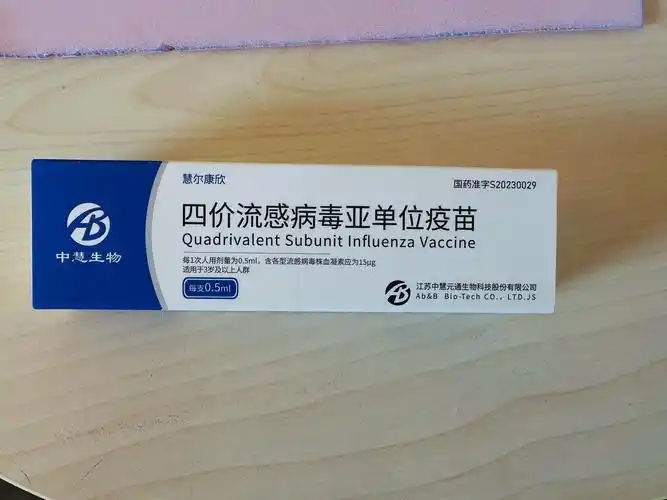 慧尔康欣
国药准字S20230029
四价流感病毒亚单位疫苗
Quadrivalent Subunit Influenza Vaccine
每1次人用剂量为0.5ml，含各型流感病毒株血凝素应为15μg
适用于3岁及以上人群
每支0.5ml
中慧生物
江苏中慧元通生物科技股份有限公司
Ab&B Bio-Tech CO., LTD.JS